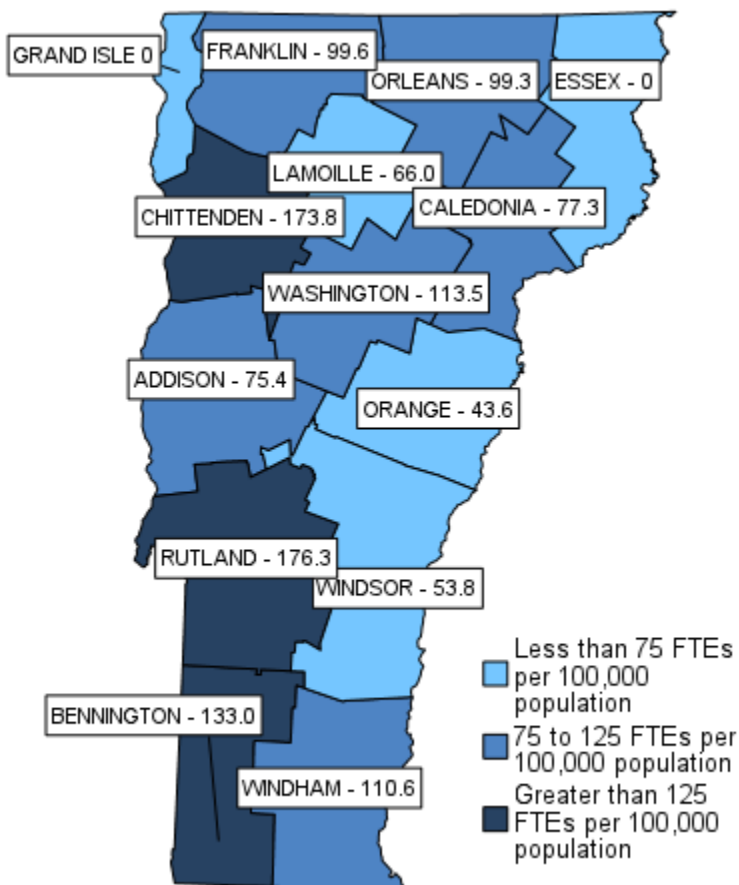 GRAND ISLE 0
FRANKLIN - 99.6
ORLEANS - 99.3
ESSEX - 0
LAMOILLE - 66.0
CHITTENDEN - 173.8
CALEDONIA - 77.3
WASHINGTON - 113.5
ADDISON - 75.4
ORANGE - 43.6
RUTLAND - 176.3
WINDSOR - 53.8
BENNINGTON - 133.0
WINDHAM - 110.6
Less than 75 FTEs
per 100,000
population
75 to 125 FTEs per
100,000 population
Greater than 125
FTEs per 100,000
population